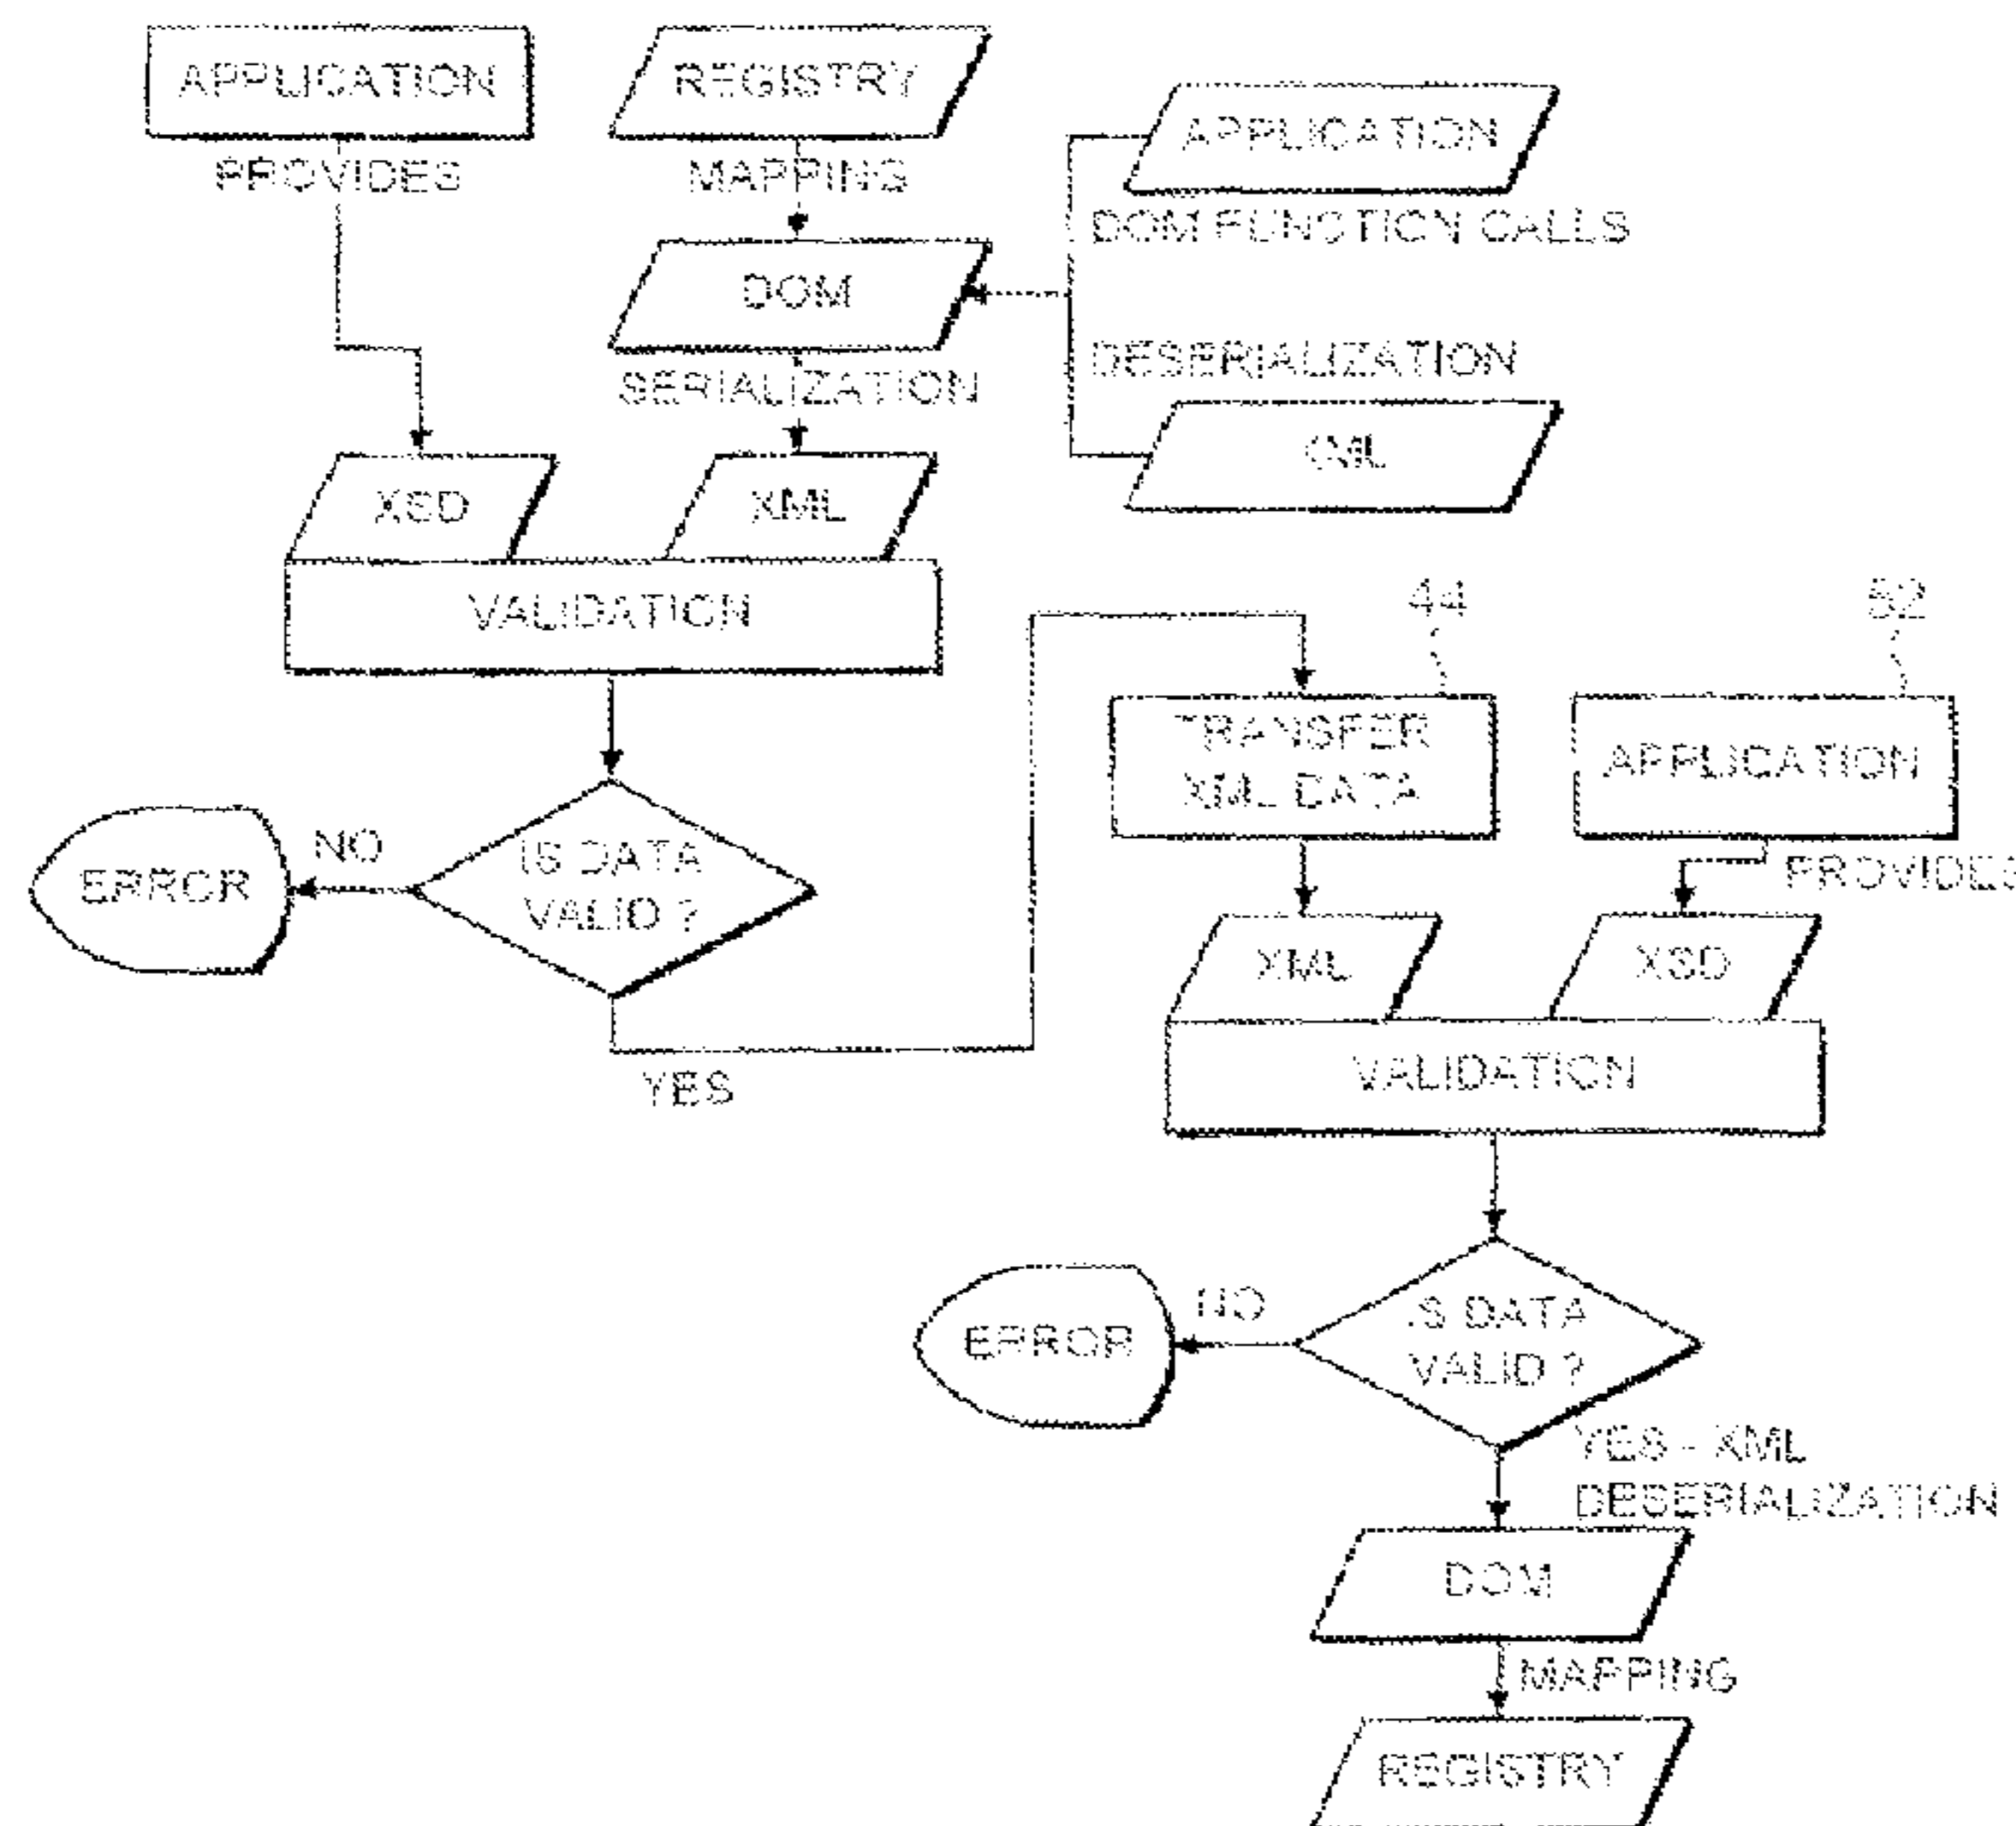 APPLICATION
REGISTRY
APPLICATION
PROVIDES
MAPPING
DOM FUNCTION CALLS
DOM
DESERIALIZATION
SERIALIZATION
XML
XSD
XML
VALIDATION
44
52
TRANSFER
XML DATA
APPLICATION
NO
IS DATA
VALID ?
ERROR
PROVIDES
XML
XSD
YES
VALIDATION
NO
IS DATA
VALID ?
ERROR
YES - XML
DESERIALIZATION
DOM
MAPPING
REGISTRY